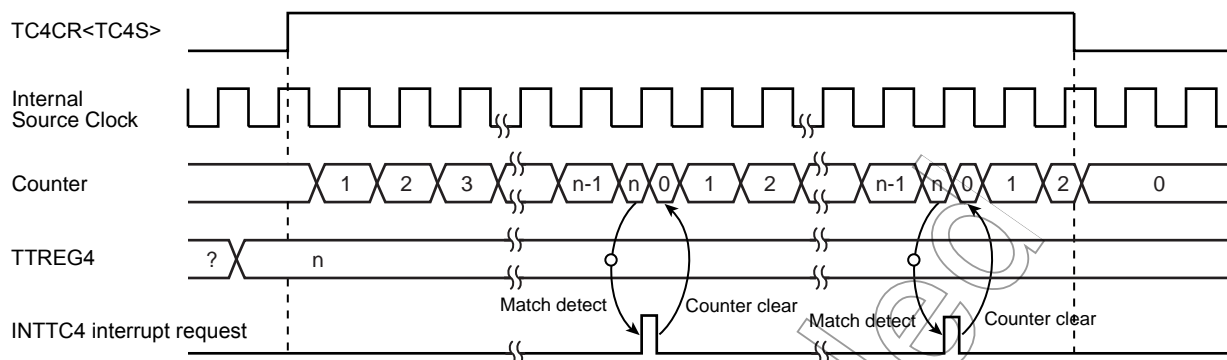 TC4CR<TC4S>
Internal
Source Clock
Counter
1 2 3 n-1 n 0 1 2 n-1 n 0 1 2 0
TTREG4
? n
Match detect Counter clear Match detect Counter clear
INTTC4 interrupt request